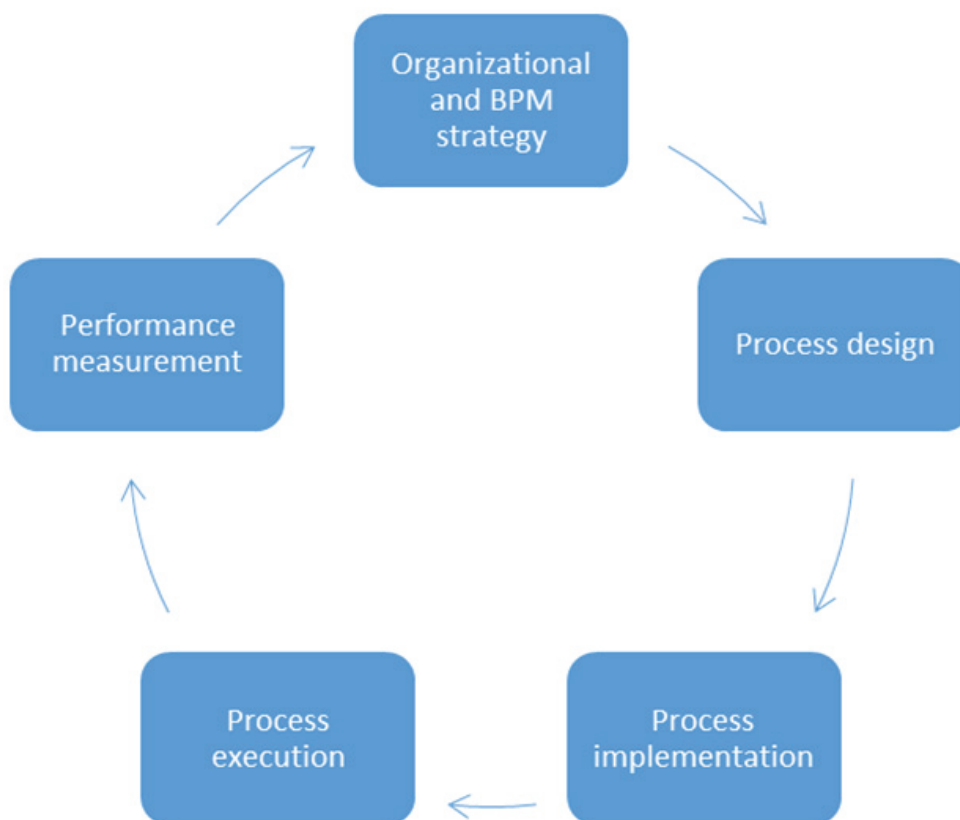 Organizational
and BPM
strategy
Process design
Process
implementation
Process
execution
Performance
measurement